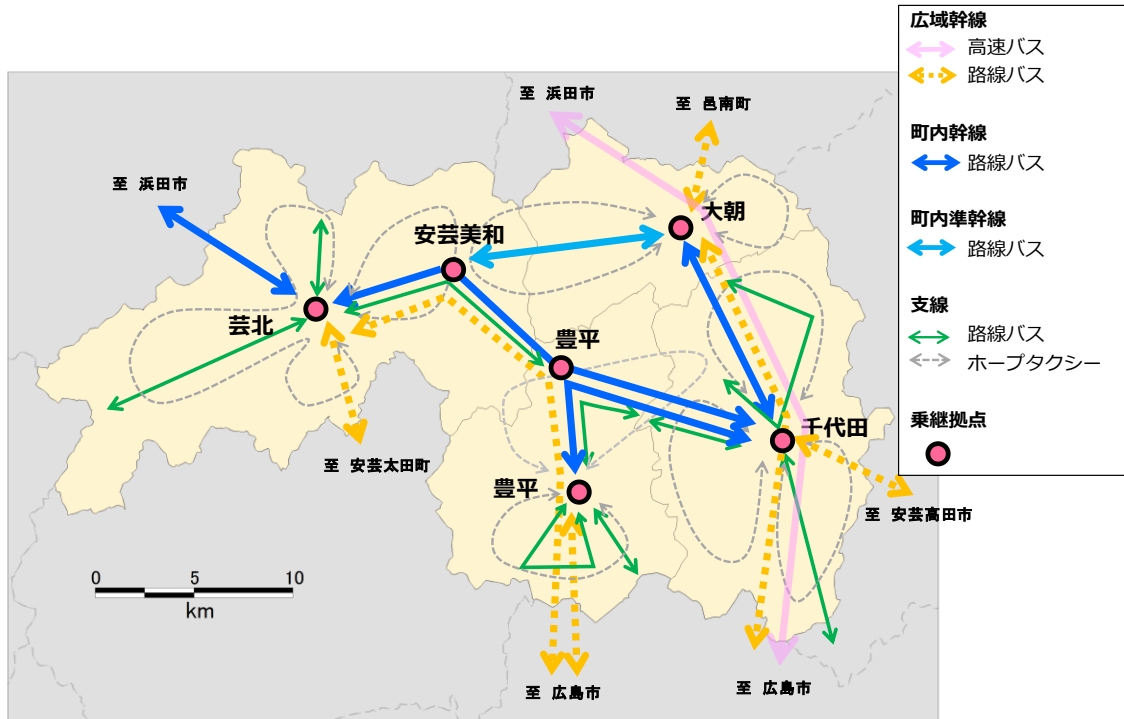 広域幹線
高速バス
路線バス
町内幹線
路線バス
町内準幹線
路線バス
支線
路線バス
ホープタクシー
乗継拠点
至 浜田市
至 邑南町
至 浜田市
大朝
安芸美和
芸北
豊平
千代田
至 安芸太田町
豊平
至 安芸高田市
0 5 10
km
至 広島市
至 広島市